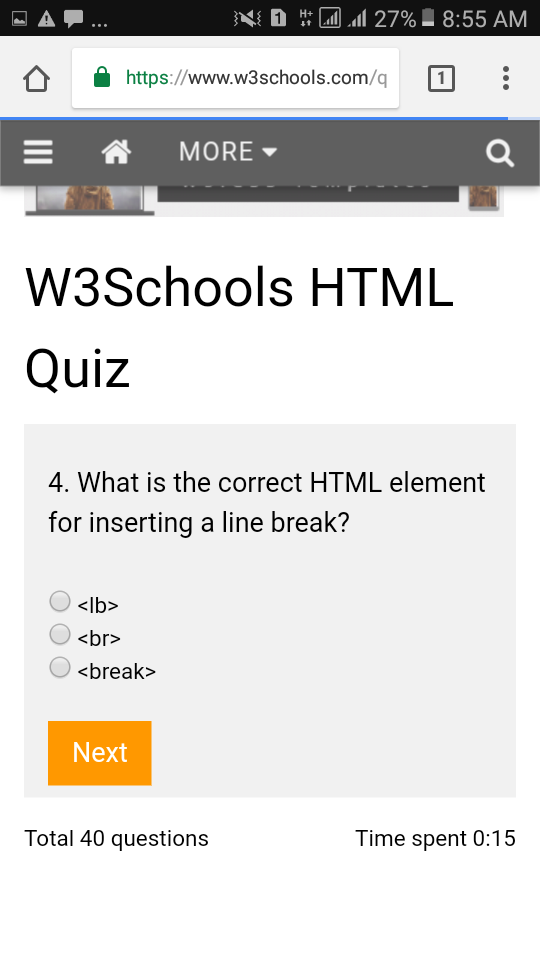 ... 1 H+ 27% 8:55 AM
https://www.w3schools.com/q 1
MORE
W3Schools HTML
Quiz
4. What is the correct HTML element
for inserting a line break?
<lb>
<br>
<break>
Next
Total 40 questions Time spent 0:15